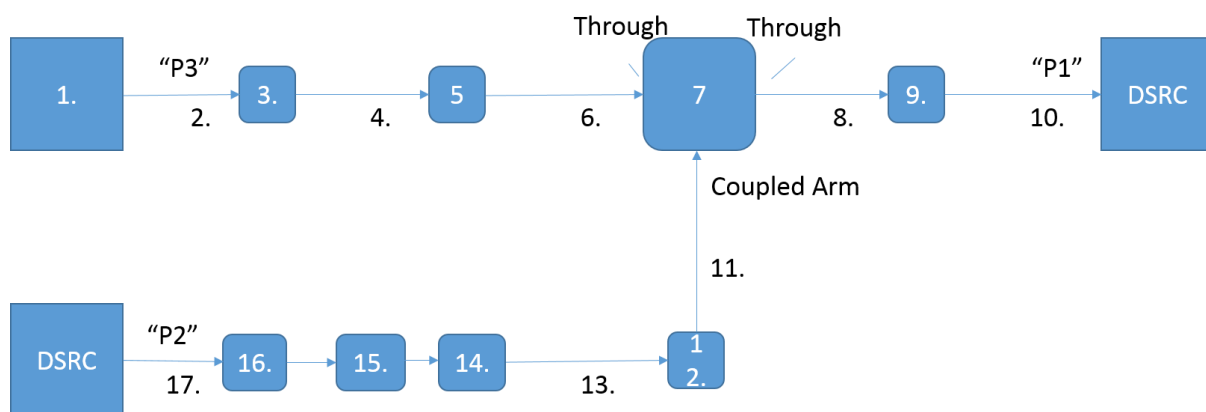 Through
Through
"P3"
"P1"
1.
3.
5
7
9.
DSRC
2.
4.
6.
8.
10.
Coupled Arm
11.
"P2"
DSRC
16.
15.
14.
1
2.
17.
13.